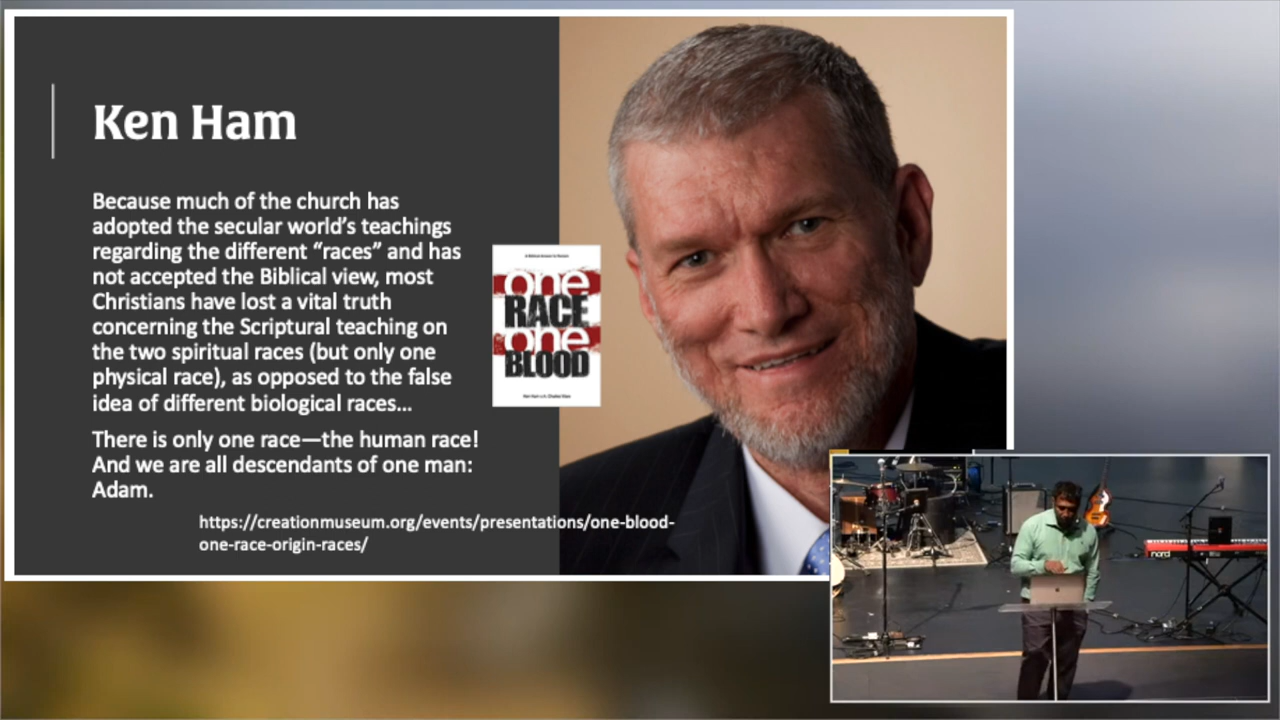 Ken Ham
Because much of the church has
adopted the secular world’s teachings
regarding the different “races” and has
not accepted the Biblical view, most
Christians have lost a vital truth
concerning the Scriptural teaching on
the two spiritual races (but only one
physical race), as opposed to the false
idea of different biological races...
There is only one race—the human race!
And we are all descendants of one man:
Adam.
https://creationmuseum.org/events/presentations/one-blood-
one-race-origin-races/
one
RACE
one
BLOOD
nord